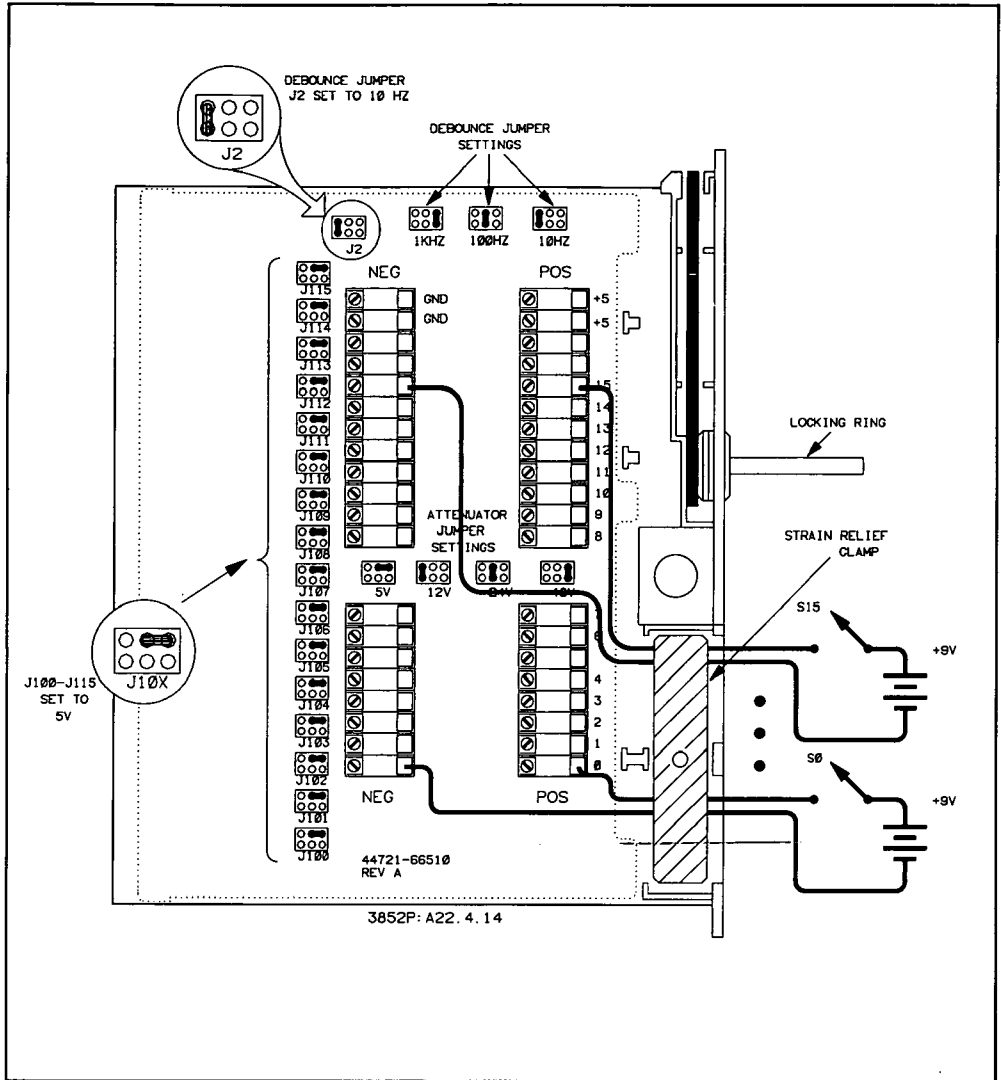 DEBOUNCE JUMPER
J2 SET TO 10 HZ
J2
DEBOUNCE JUMPER
SETTINGS
J2
1KHZ
100HZ
10HZ
NEG
POS
GND
GND
+5
+5
15
14
13
12
11
10
9
8
J115
J114
J113
J112
J111
J110
J109
J108
J107
J106
J105
J104
J103
J102
J101
J100
LOCKING RING
ATTENUATOR
JUMPER
SETTINGS
5V
12V
24V
STRAIN RELIEF
CLAMP
J10X
J100-J115
SET TO
5V
6
4
3
2
1
0
S15
+9V
S0
+9V
NEG
POS
44721-66510
REV A
3852P: A22.4.14